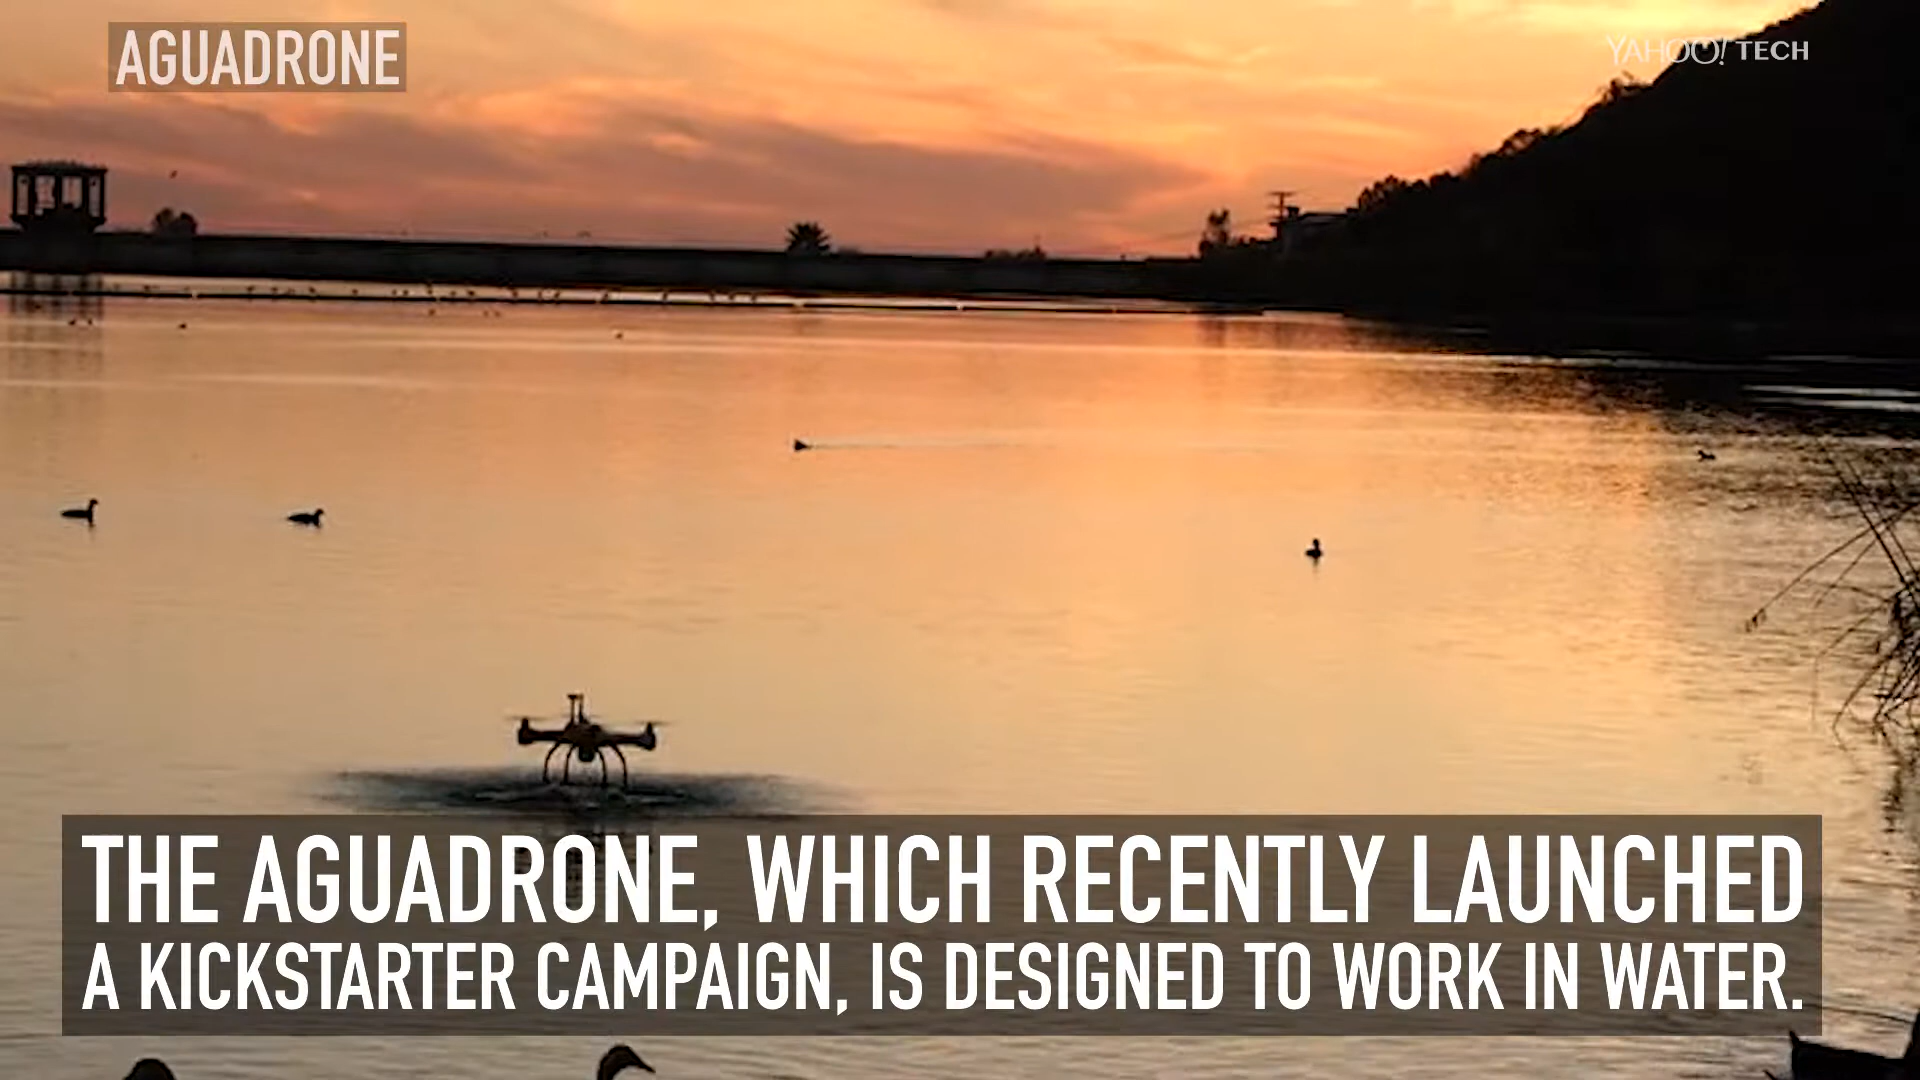 AGUADRONE
YAHOO! TECH
THE AGUADRONE, WHICH RECENTLY LAUNCHED
A KICKSTARTER CAMPAIGN, IS DESIGNED TO WORK IN WATER.